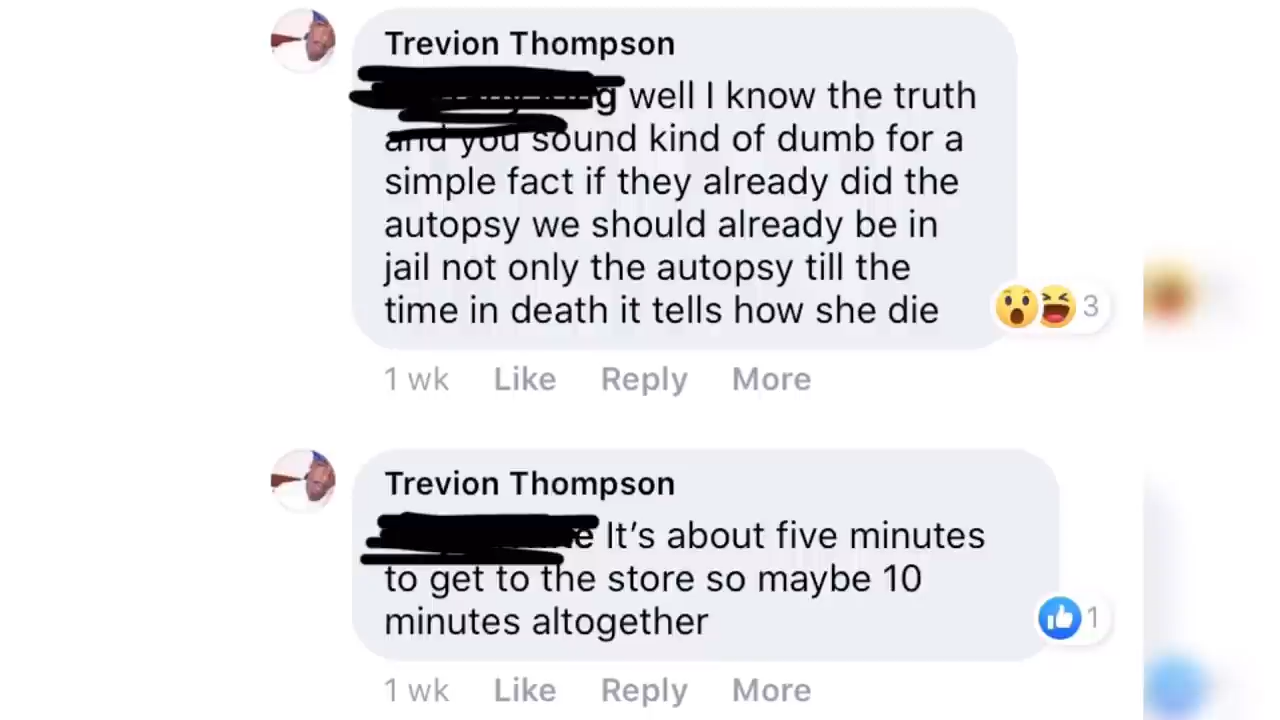 Trevion Thompson
well I know the truth
and you sound kind of dumb for a
simple fact if they already did the
autopsy we should already be in
jail not only the autopsy till the
time in death it tells how she die
3
1 wk Like Reply More
Trevion Thompson
It's about five minutes
to get to the store so maybe 10
minutes altogether
1
1 wk Like Reply More